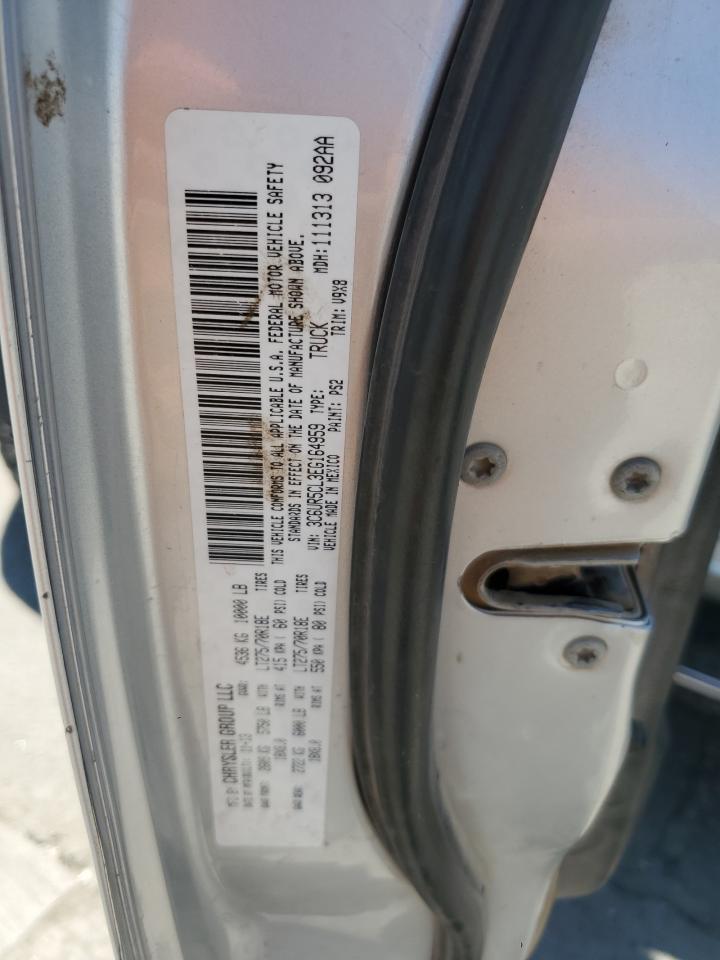 MFD BY CHRYSLER GROUP LLC
DATE OF MFR 11-13 GVWR: 4536 KG 10000 LB
GAWR FRONT: 2608 KG 5750 LB WITH LT275/70R18E TIRES
18X8.0 RIMS AT 415 KPA ( 60 PSI) COLD
GAWR REAR: 2722 KG 6000 LB WITH LT275/70R18E TIRES
18X8.0 RIMS AT 550 KPA ( 80 PSI) COLD
THIS VEHICLE CONFORMS TO ALL APPLICABLE U.S.A. FEDERAL MOTOR VEHICLE SAFETY
STANDARDS IN EFFECT ON THE DATE OF MANUFACTURE SHOWN ABOVE.
VIN: 3C6UR5CL3EG164959 TYPE: TRUCK MDH: 111313 092AA
VEHICLE MADE IN MEXICO PAINT: PS2 TRIM: V9X8